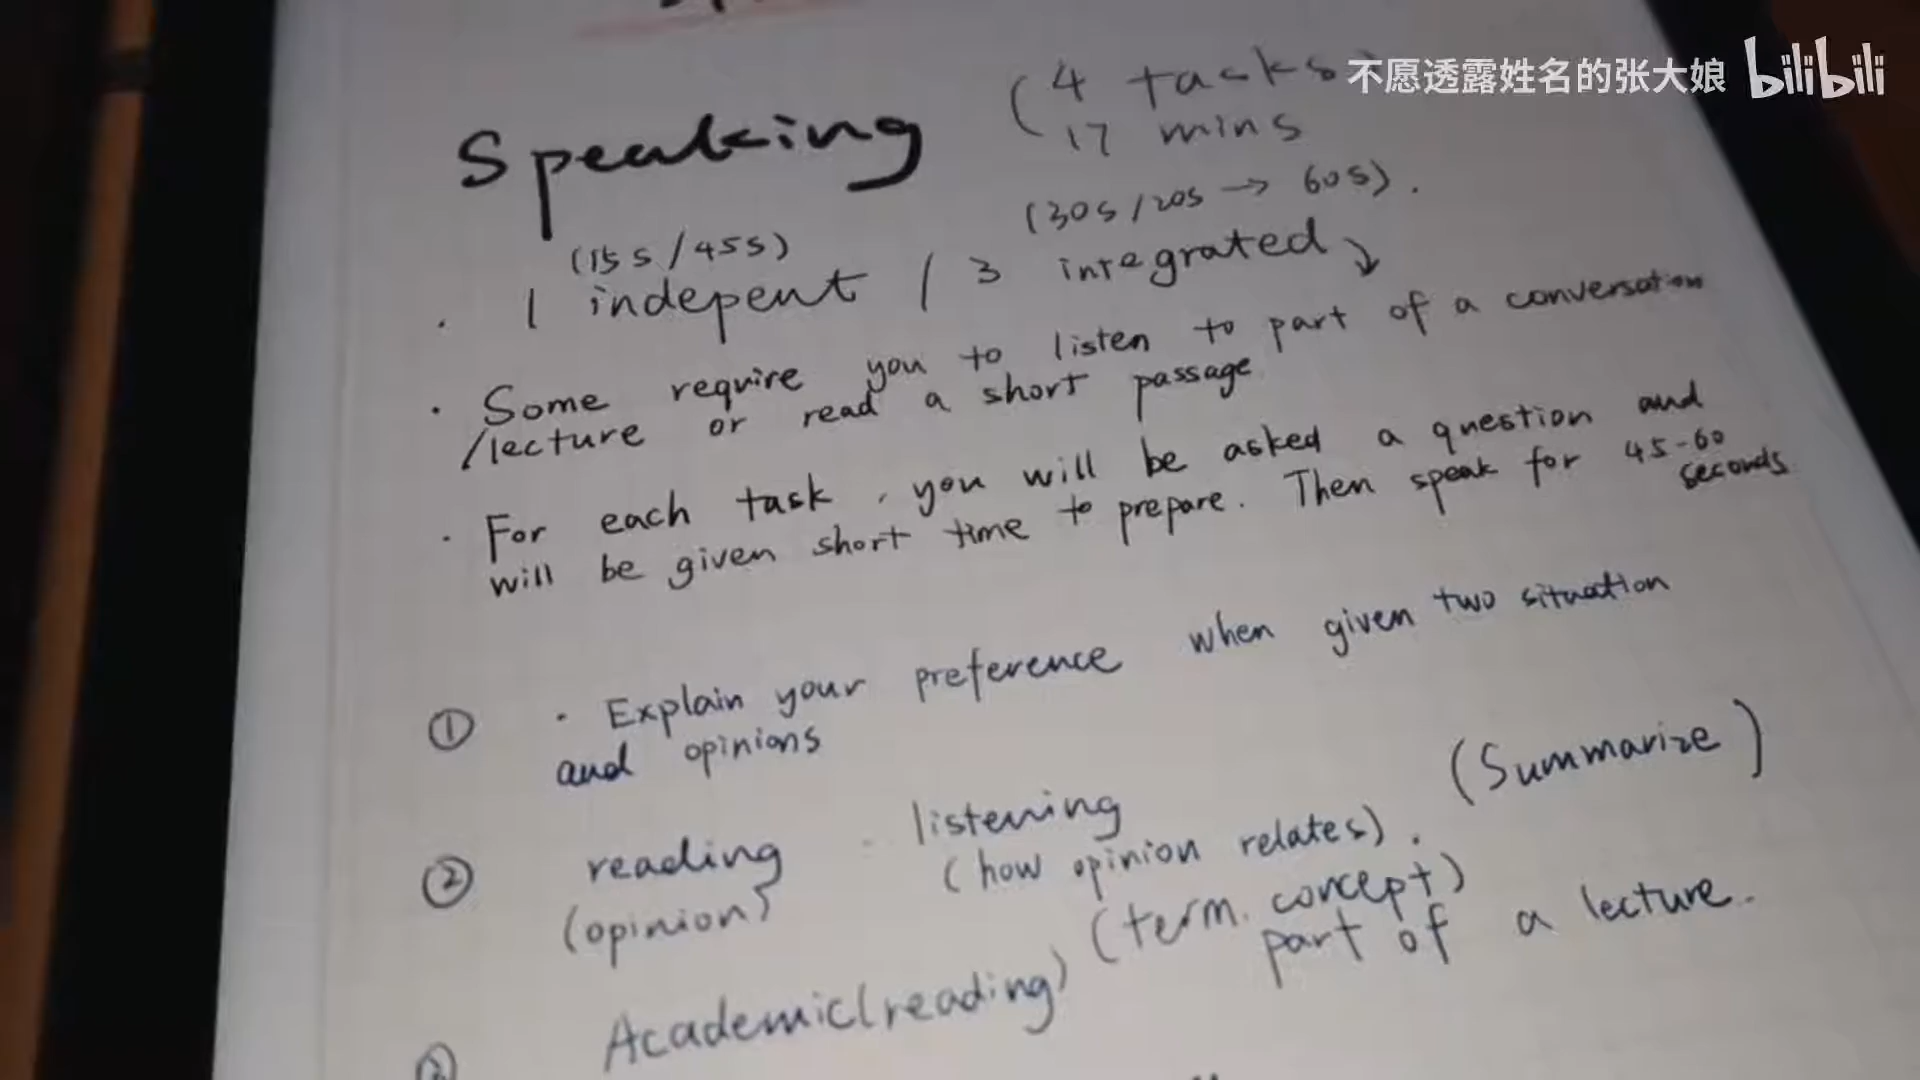 不愿透露姓名的张大娘 bilibili
Speaking
(4 tasks
17 mins
(15s/45s)
(30s/20s → 60s).
· 1 indepent / 3 integrated ↘
· Some require you to listen to part of a conversation
/lecture or read a short passage
· For each task, you will be asked a question and
will be given short time to prepare. Then speak for 45-60
seconds
① · Explain your preference when given two situation
and opinions
② reading - listening (Summarize)
(opinion) (how opinion relates).
Academic(reading) (term. concept)
part of a lecture.